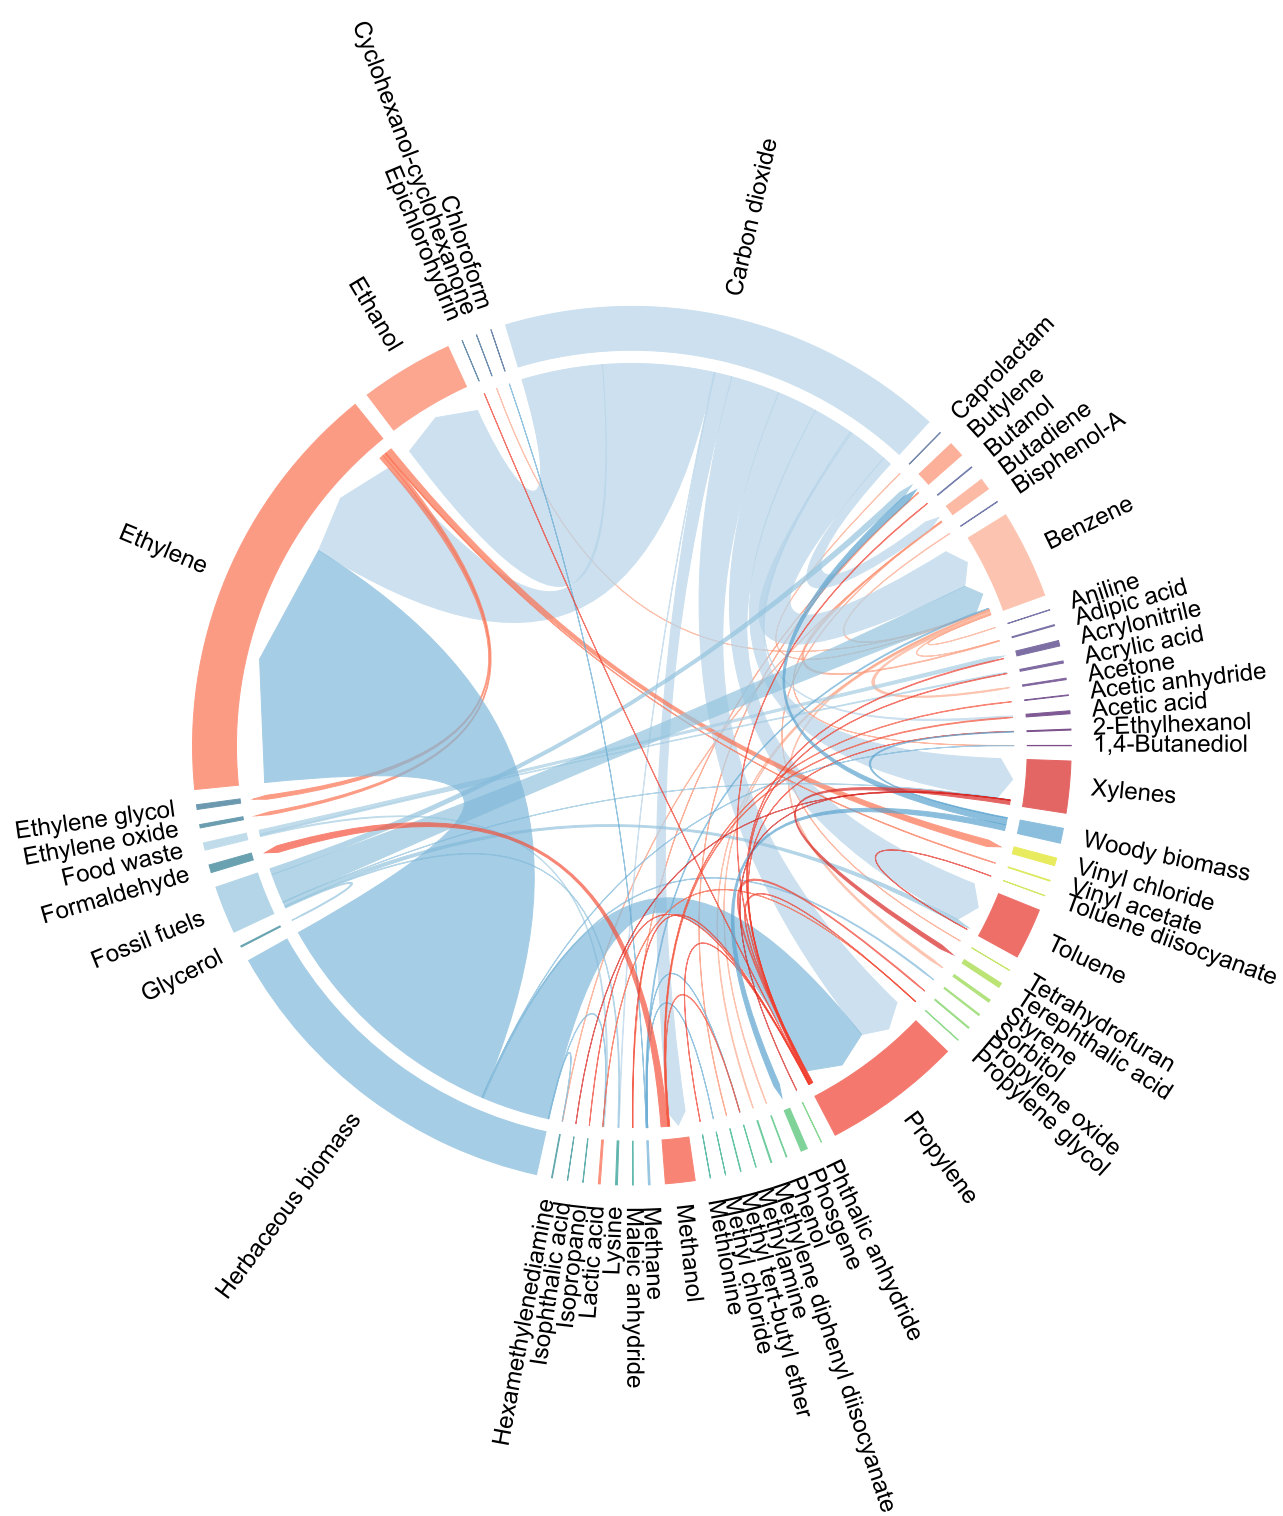 Cyclohexanol-cyclohexanone
Epichlorohydrin
Chloroform
Ethanol
Carbon dioxide
Caprolactam
Butylene
Butanol
Butadiene
Bisphenol-A
Benzene
Aniline
Adipic acid
Acrylonitrile
Acrylic acid
Acetone
Acetic anhydride
Acetic acid
2-Ethylhexanol
1,4-Butanediol
Xylenes
Woody biomass
Vinyl chloride
Vinyl acetate
Toluene diisocyanate
Toluene
Tetrahydrofuran
Terephthalic acid
Styrene
Sorbitol
Propylene oxide
Propylene glycol
Propylene
Phthalic anhydride
Phosgene
Phenol
Methylene diphenyl diisocyanate
Methylamine
Methyl tert-butyl ether
Methyl chloride
Methionine
Methanol
Methane
Maleic anhydride
Lysine
Lactic acid
Isopropanol
Isophthalic acid
Hexamethylenediamine
Herbaceous biomass
Glycerol
Fossil fuels
Formaldehyde
Food waste
Ethylene oxide
Ethylene glycol
Ethylene